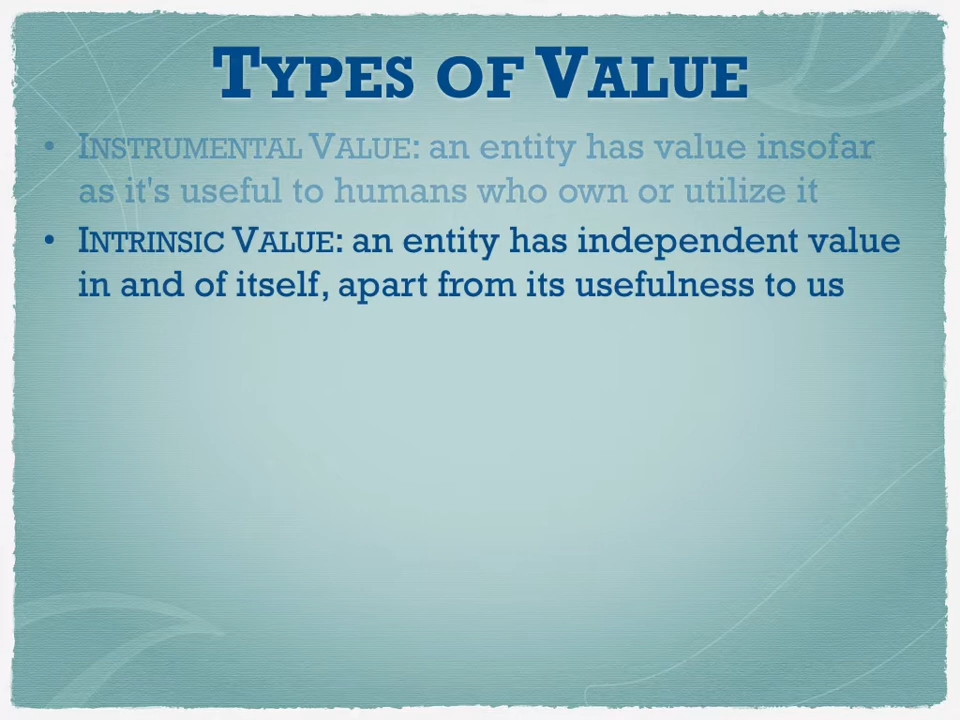 TYPES OF VALUE
• INSTRUMENTAL VALUE: an entity has value insofar
as it's useful to humans who own or utilize it
• INTRINSIC VALUE: an entity has independent value
in and of itself, apart from its usefulness to us